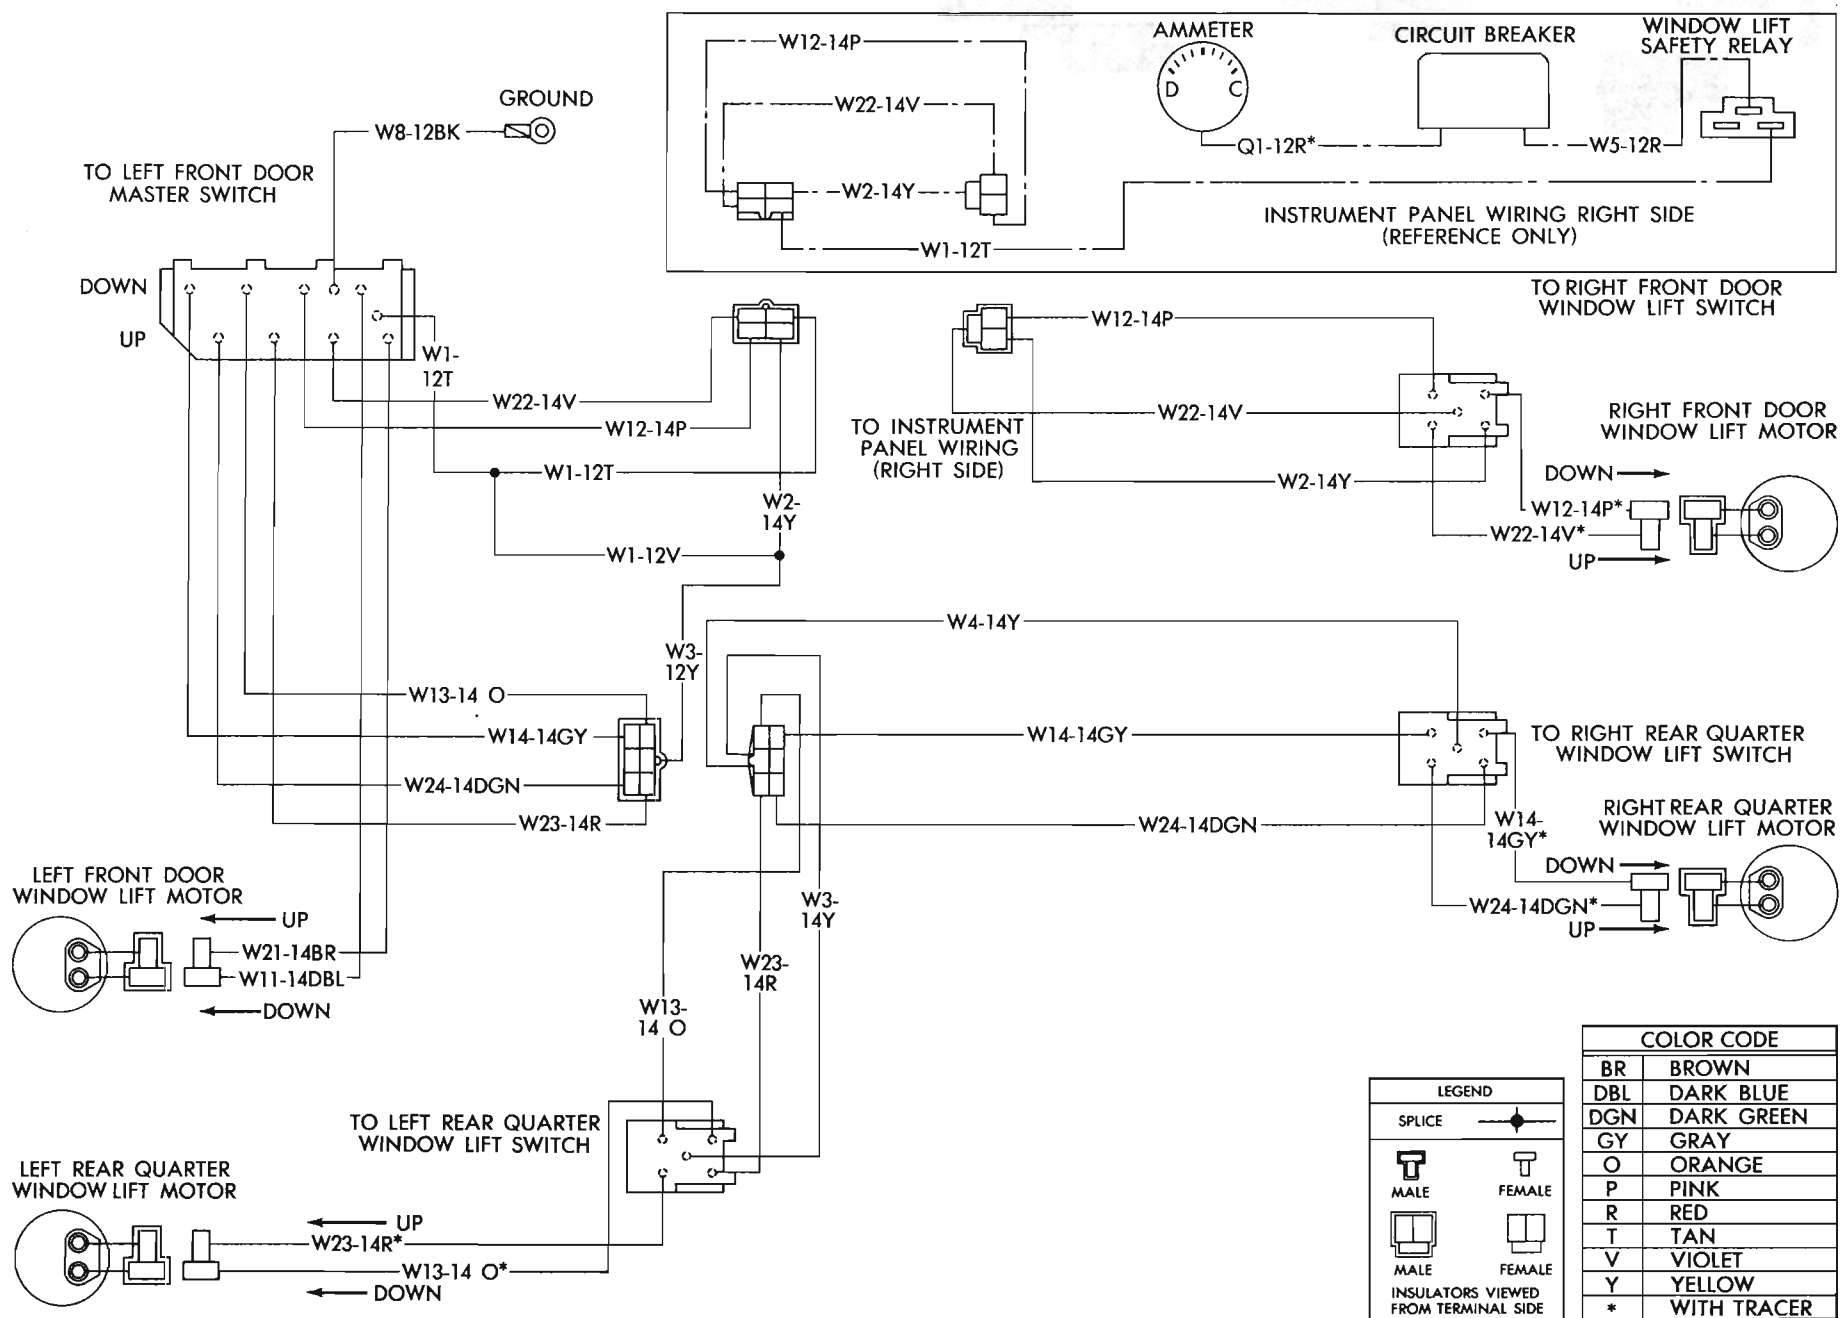 W12-14P
W22-14V
W2-14Y
W1-12T
AMMETER
D C
CIRCUIT BREAKER
WINDOW LIFT
SAFETY RELAY
Q1-12R*
W5-12R
INSTRUMENT PANEL WIRING RIGHT SIDE
(REFERENCE ONLY)
GROUND
W8-12BK
TO LEFT FRONT DOOR
MASTER SWITCH
DOWN
UP
W1-
12T
W22-14V
W12-14P
W1-12T
W2-
14Y
W1-12V
TO INSTRUMENT
PANEL WIRING
(RIGHT SIDE)
W12-14P
W22-14V
W2-14Y
TO RIGHT FRONT DOOR
WINDOW LIFT SWITCH
RIGHT FRONT DOOR
WINDOW LIFT MOTOR
DOWN
W12-14P*
W22-14V*
UP
W3-
12Y
W4-14Y
W13-14 O
W14-14GY
W24-14DGN
W23-14R
W14-14GY
W24-14DGN
TO RIGHT REAR QUARTER
WINDOW LIFT SWITCH
W14-
14GY*
RIGHT REAR QUARTER
WINDOW LIFT MOTOR
DOWN
W24-14DGN*
UP
LEFT FRONT DOOR
WINDOW LIFT MOTOR
UP
W21-14BR
W11-14DBL
DOWN
W3-
14Y
W23-
14R
W13-
14 O
TO LEFT REAR QUARTER
WINDOW LIFT SWITCH
LEFT REAR QUARTER
WINDOW LIFT MOTOR
UP
W23-14R*
W13-14 O*
DOWN
LEGEND
SPLICE
MALE FEMALE
MALE FEMALE
INSULATORS VIEWED
FROM TERMINAL SIDE
COLOR CODE
BR BROWN
DBL DARK BLUE
DGN DARK GREEN
GY GRAY
O ORANGE
P PINK
R RED
T TAN
V VIOLET
Y YELLOW
* WITH TRACER